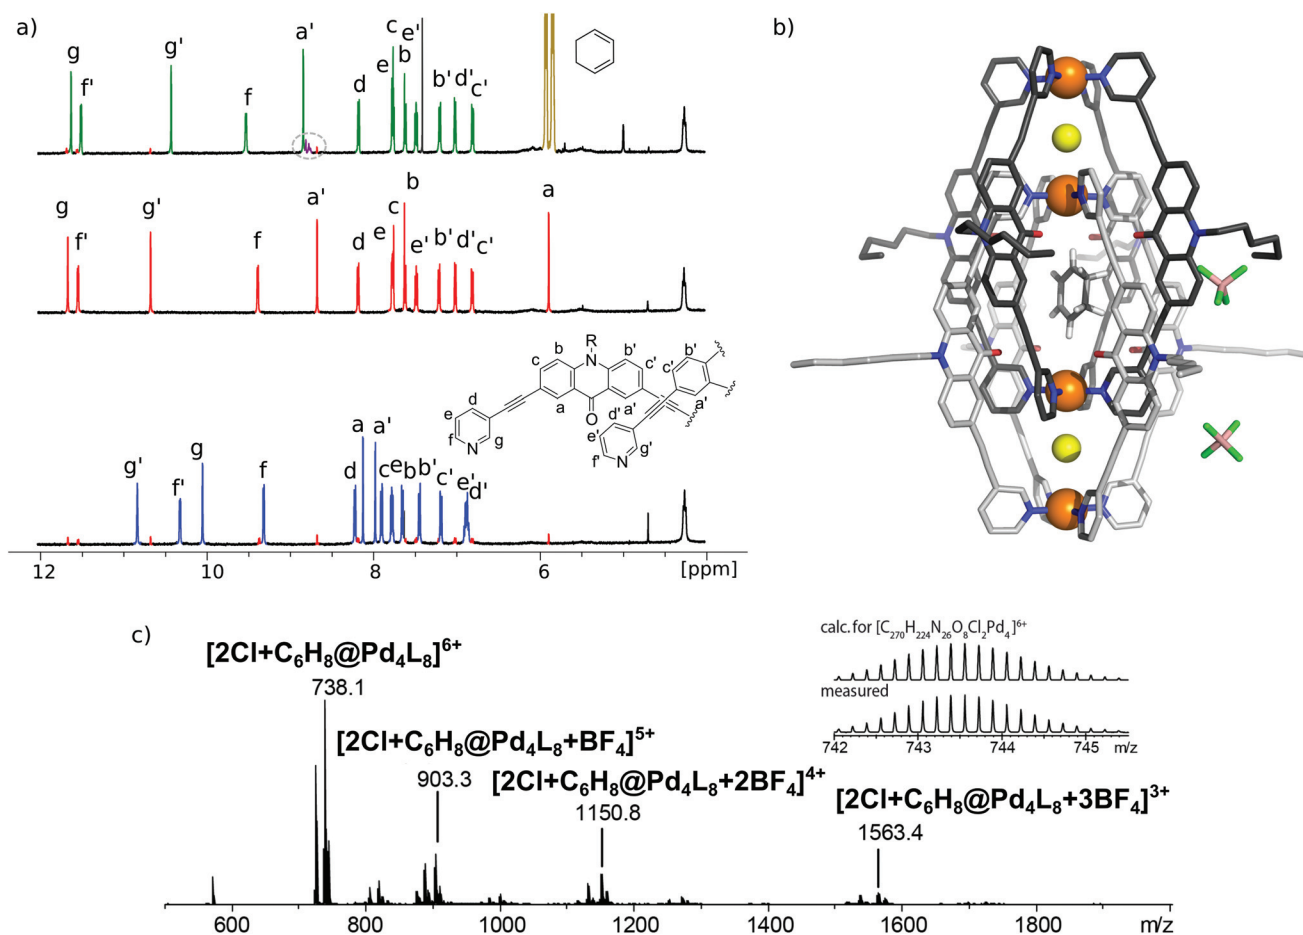 a)
g
f'
g'
f
a'
d
e
c
e'
b
b'
d'
c'
g
f'
g'
f
a'
d
e
c
b
e'
b'
d'
c'
a
g'
f'
g
f
d
a
a'
c
e
b
b'
c'
e'
d'
R
N
O
b
c
a
b'
c'
a'
d
e
f
g
N
b'
c'
a'
d'
e'
f'
g'
N
12
10
8
6
[ppm]
b)
c)
[2Cl+C₆H₈@Pd₄L₈]⁶⁺
738.1
[2Cl+C₆H₈@Pd₄L₈+BF₄]⁵⁺
903.3
[2Cl+C₆H₈@Pd₄L₈+2BF₄]⁴⁺
1150.8
[2Cl+C₆H₈@Pd₄L₈+3BF₄]³⁺
1563.4
calc.for [C₂₇₀H₂₂₄N₂₆O₈Cl₂Pd₄]⁶⁺
measured
742 743 744 745 m/z
600 800 1000 1200 1400 1600 1800 m/z